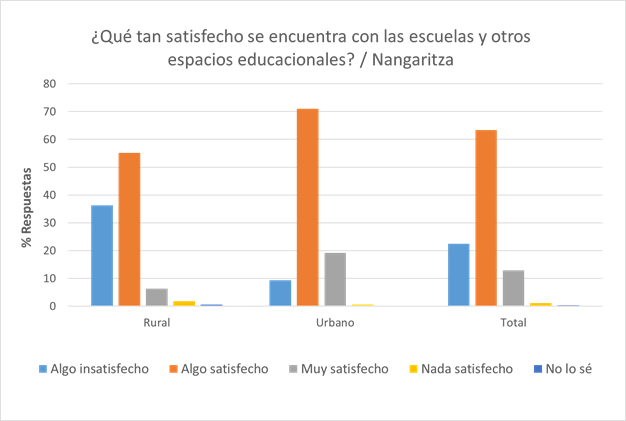 ¿Qué tan satisfecho se encuentra con las escuelas y otros
espacios educacionales? / Nangaritza
80
70
60
50
40
30
20
10
0
% Respuestas
Rural Urbano Total
Algo insatisfecho Algo satisfecho Muy satisfecho Nada satisfecho No lo sé